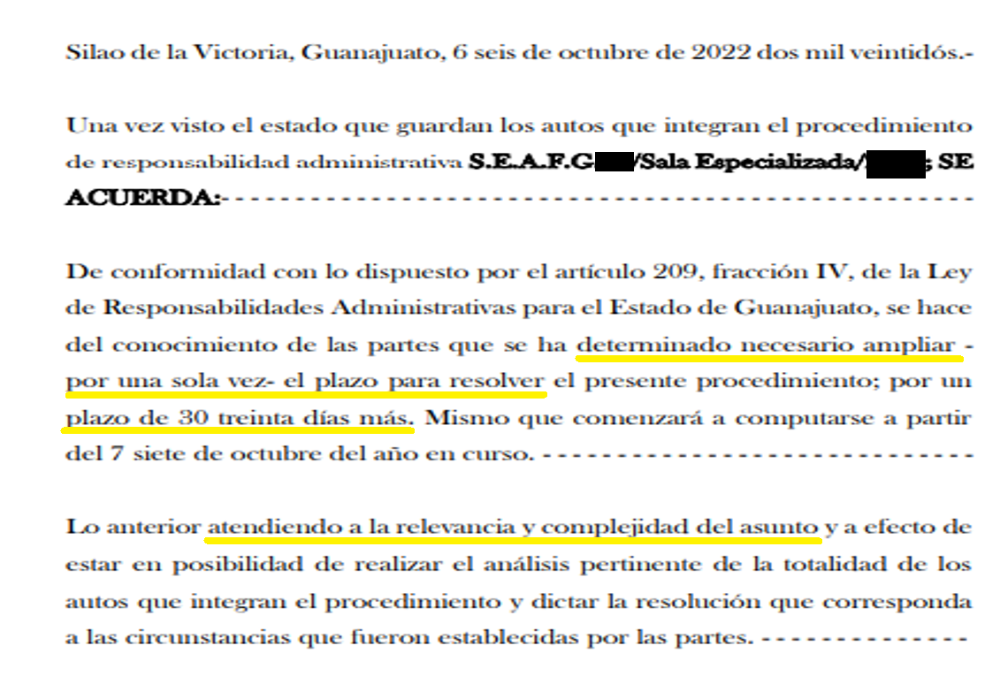 Silao de la Victoria, Guanajuato, 6 seis de octubre de 2022 dos mil veintidós.-
Una vez visto el estado que guardan los autos que integran el procedimiento
de responsabilidad administrativa S.E.A.F.G /Sala Especializada/ ; SE
ACUERDA:- - - - - - - - - - - - - - - - - - - - - - - - - - - - - - - - - - - - - - - - - - - - - - - - - - -
De conformidad con lo dispuesto por el artículo 209, fracción IV, de la Ley
de Responsabilidades Administrativas para el Estado de Guanajuato, se hace
del conocimiento de las partes que se ha determinado necesario ampliar -
por una sola vez- el plazo para resolver el presente procedimiento; por un
plazo de 30 treinta días más. Mismo que comenzará a computarse a partir
del 7 siete de octubre del año en curso. - - - - - - - - - - - - - - - - - - - - - - - - - - - - -
Lo anterior atendiendo a la relevancia y complejidad del asunto y a efecto de
estar en posibilidad de realizar el análisis pertinente de la totalidad de los
autos que integran el procedimiento y dictar la resolución que corresponda
a las circunstancias que fueron establecidas por las partes. - - - - - - - - - - - - - -